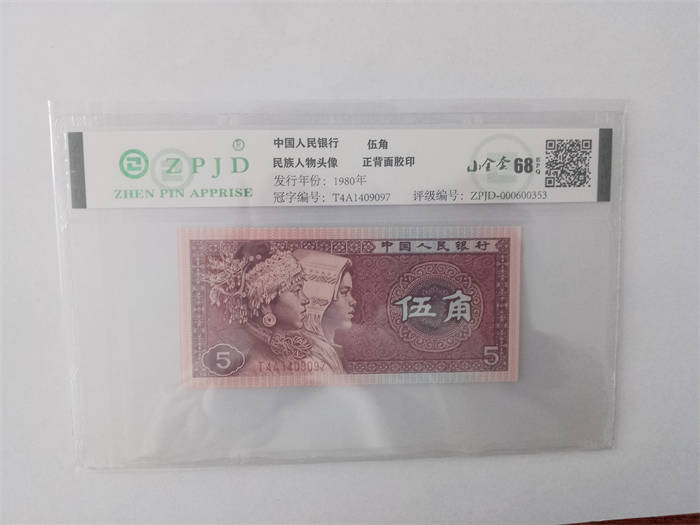 ZPJD
ZHEN PIN APPRISE
中国人民银行 伍角
民族人物头像 正背面胶印
发行年份：1980年
冠字编号：T4A1409097 评级编号：ZPJD-000600353
68 EPQ
中国人民银行
伍角
5 T4A1409097 5